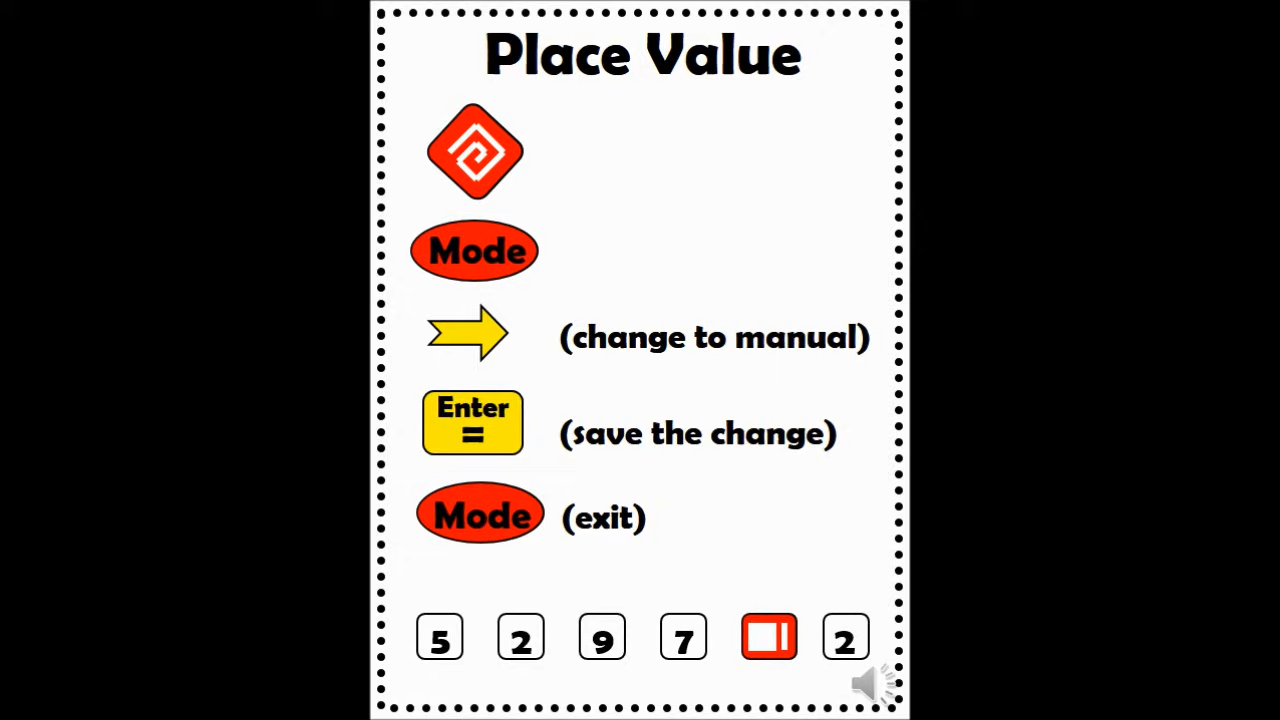 Place Value
Mode
(change to manual)
Enter
=
(save the change)
Mode (exit)
5 2 9 7 2